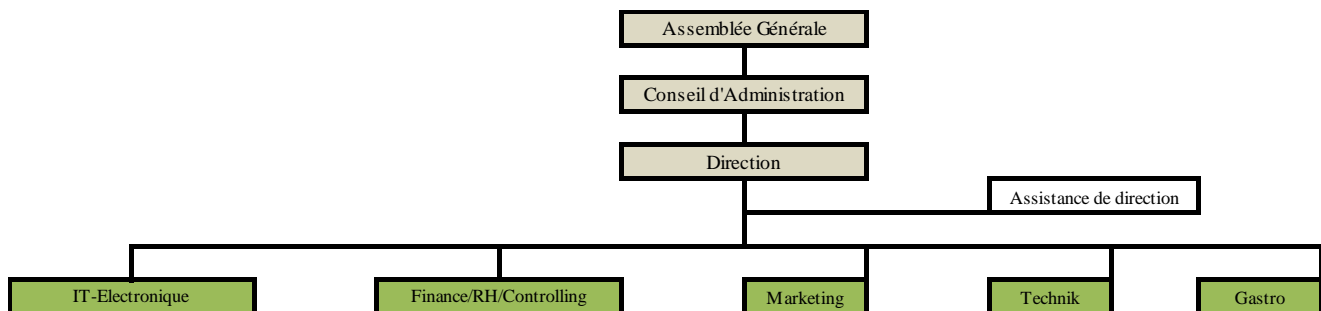 Assemblée Générale
Conseil d'Administration
Direction
Assistance de direction
IT-Electronique
Finance/RH/Controlling
Marketing
Technik
Gastro